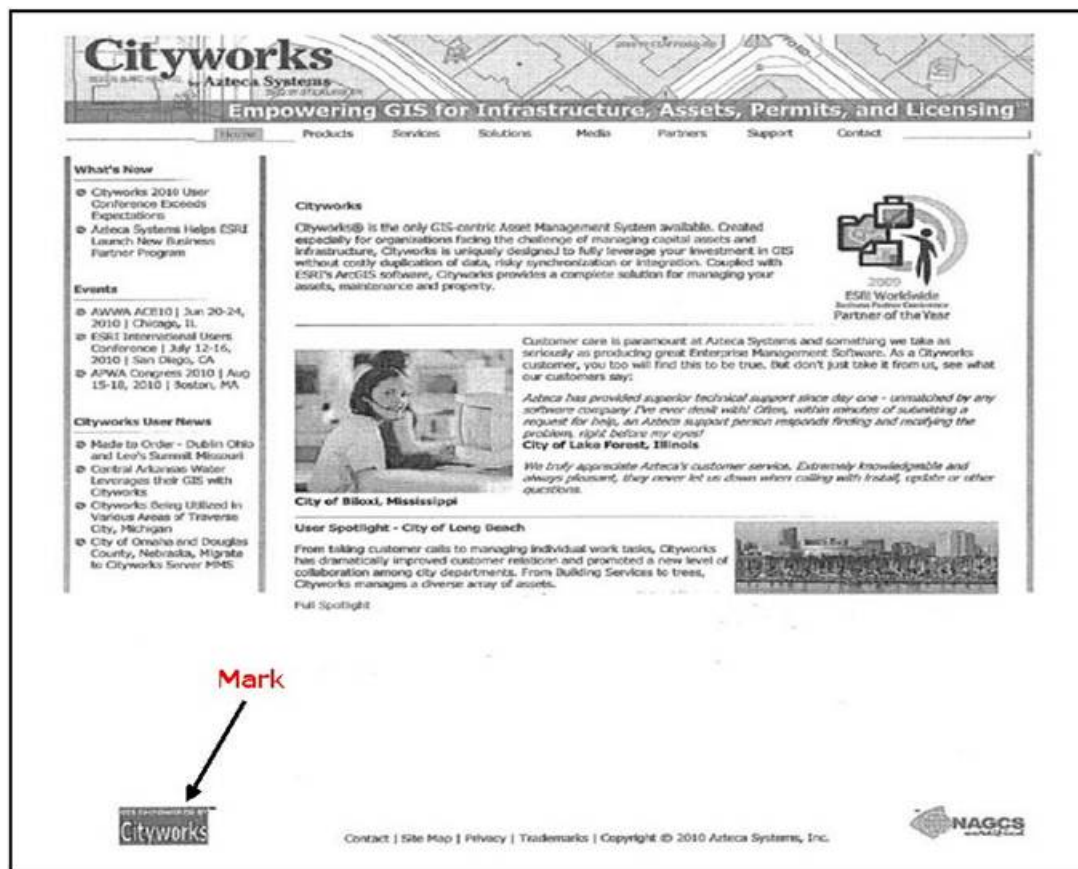 Cityworks
by Azteca Systems
Empowering GIS for Infrastructure, Assets, Permits, and Licensing
Home Products Services Solutions Media Partners Support Contact
What's New
Cityworks 2010 User
Conference Exceeds
Expectations
Azteca Systems Helps ESRI
Launch New Business
Partner Program
Events
AWWA ACE10 | Jun 20-24,
2010 | Chicago, IL
ESRI International Users
Conference | July 12-16,
2010 | San Diego, CA
APWA Congress 2010 | Aug
15-18, 2010 | Boston, MA
Cityworks User News
Made to Order - Dublin Ohio
and Lee's Summit Missouri
Central Arkansas Water
Leverages their GIS with
Cityworks
Cityworks Being Utilized in
Various Areas of Traverse
City, Michigan
City of Omaha and Douglas
County, Nebraska, Migrate
to Cityworks Server MMS
Cityworks
Cityworks® is the only GIS-centric Asset Management System available. Created
especially for organizations facing the challenge of managing capital assets and
infrastructure, Cityworks is uniquely designed to fully leverage your investment in GIS
without costly duplication of data, risky synchronization or integration. Coupled with
ESRI's ArcGIS software, Cityworks provides a complete solution for managing your
assets, maintenance and property.
2009
ESRI Worldwide
Business Partner Conference
Partner of the Year
Customer care is paramount at Azteca Systems and something we take as
seriously as producing great Enterprise Management Software. As a Cityworks
customer, you too will find this to be true. But don't just take it from us, see what
our customers say:
Azteca has provided superior technical support since day one - unmatched by any
software company I've ever dealt with! Often, within minutes of submitting a
request for help, an Azteca support person responds finding and rectifying the
problem, right before my eyes!
City of Lake Forest, Illinois
We truly appreciate Azteca's customer service. Extremely knowledgeable and
always pleasant, they never let us down when calling with install, update or other
questions.
City of Biloxi, Mississippi
User Spotlight - City of Long Beach
From taking customer calls to managing individual work tasks, Cityworks
has dramatically improved customer relations and promoted a new level of
collaboration among city departments. From Building Services to trees,
Cityworks manages a diverse array of assets.
Full Spotlight
Mark
Cityworks
Contact | Site Map | Privacy | Trademarks | Copyright © 2010 Azteca Systems, Inc.
NAGCS